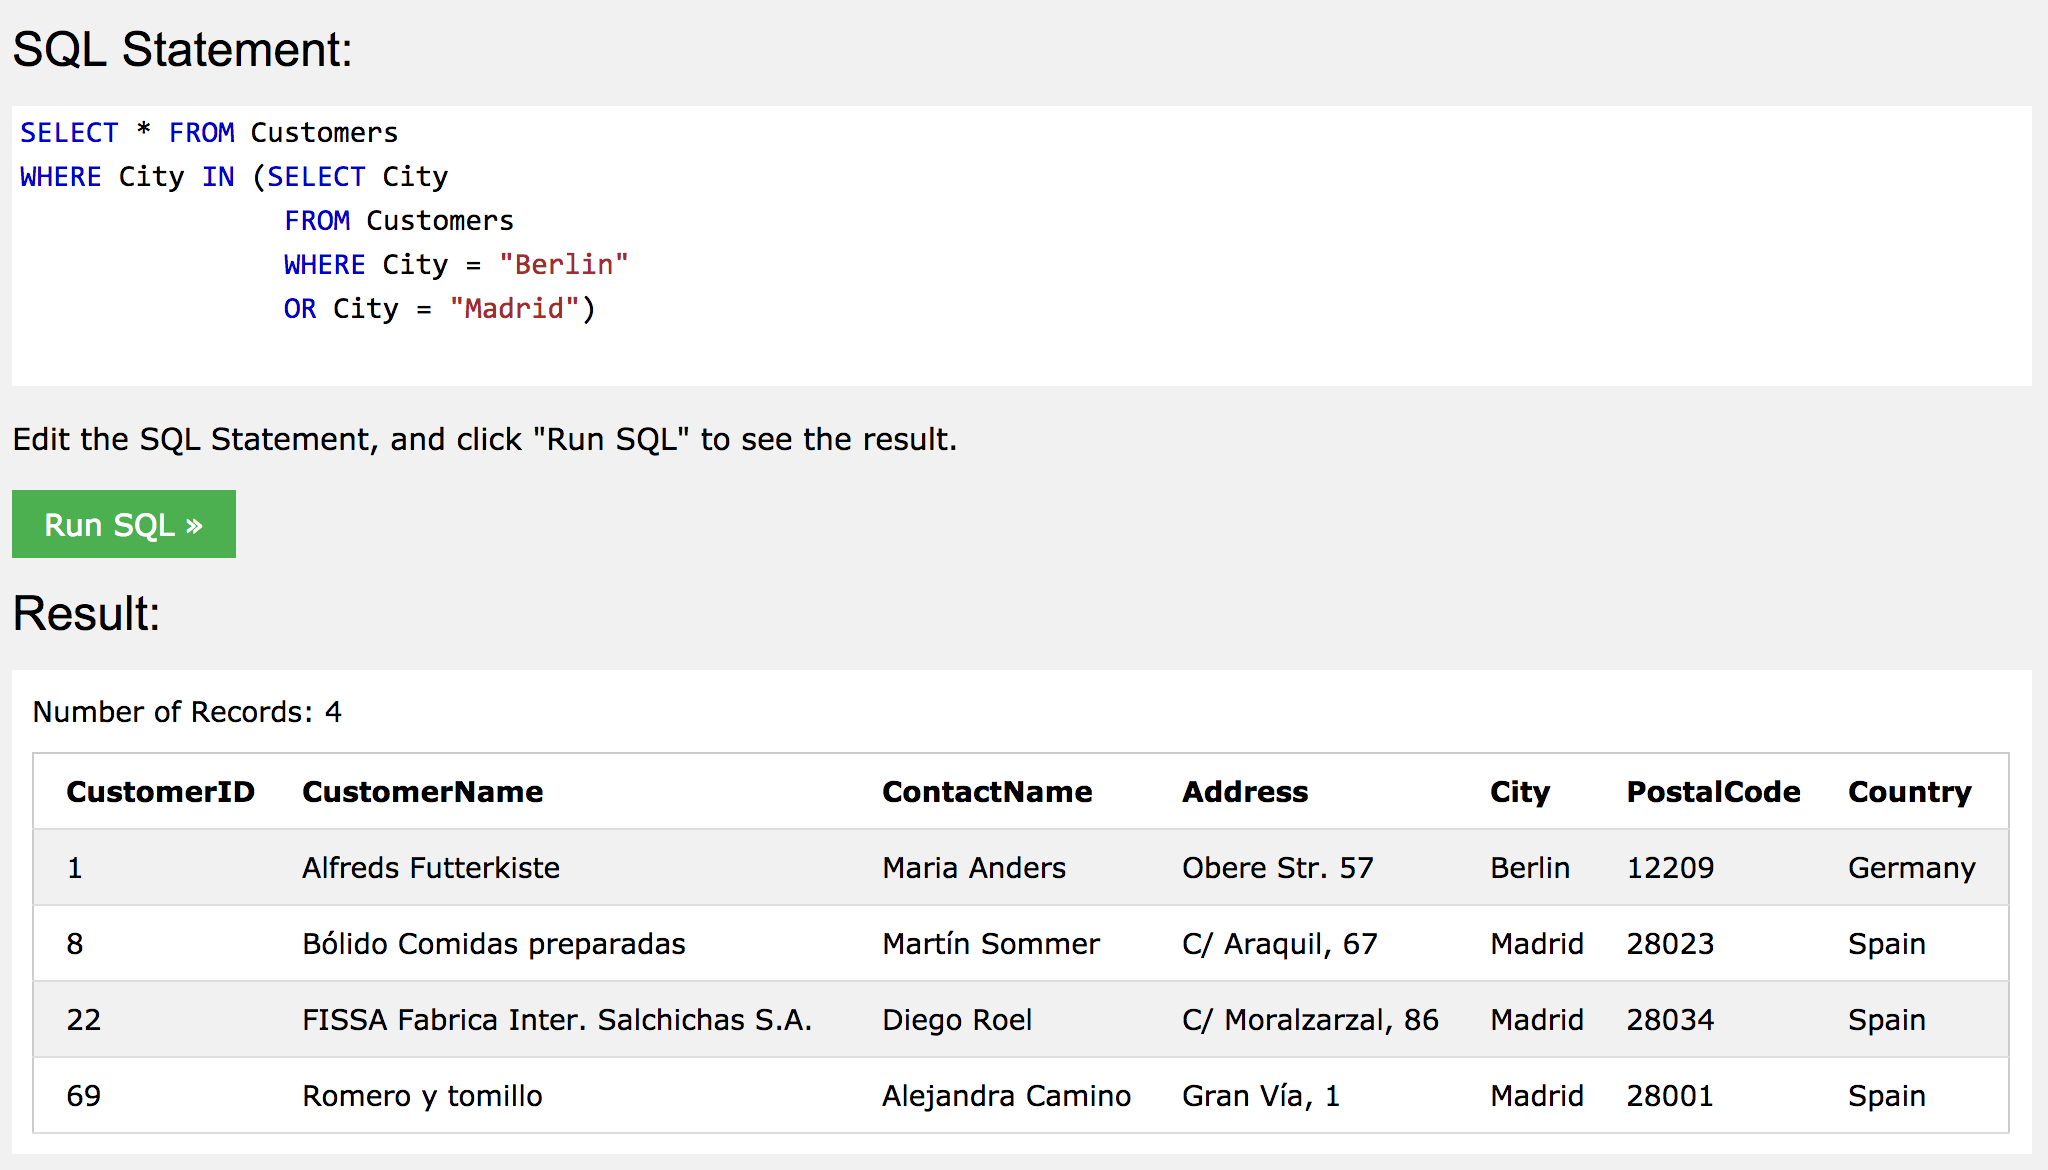 SQL Statement:
SELECT * FROM Customers
WHERE City IN (SELECT City
FROM Customers
WHERE City = "Berlin"
OR City = "Madrid")
Edit the SQL Statement, and click "Run SQL" to see the result.
Run SQL »
Result:
Number of Records: 4
CustomerID CustomerName ContactName Address City PostalCode Country
1 Alfreds Futterkiste Maria Anders Obere Str. 57 Berlin 12209 Germany
8 Bólido Comidas preparadas Martín Sommer C/ Araquil, 67 Madrid 28023 Spain
22 FISSA Fabrica Inter. Salchichas S.A. Diego Roel C/ Moralzarzal, 86 Madrid 28034 Spain
69 Romero y tomillo Alejandra Camino Gran Vía, 1 Madrid 28001 Spain